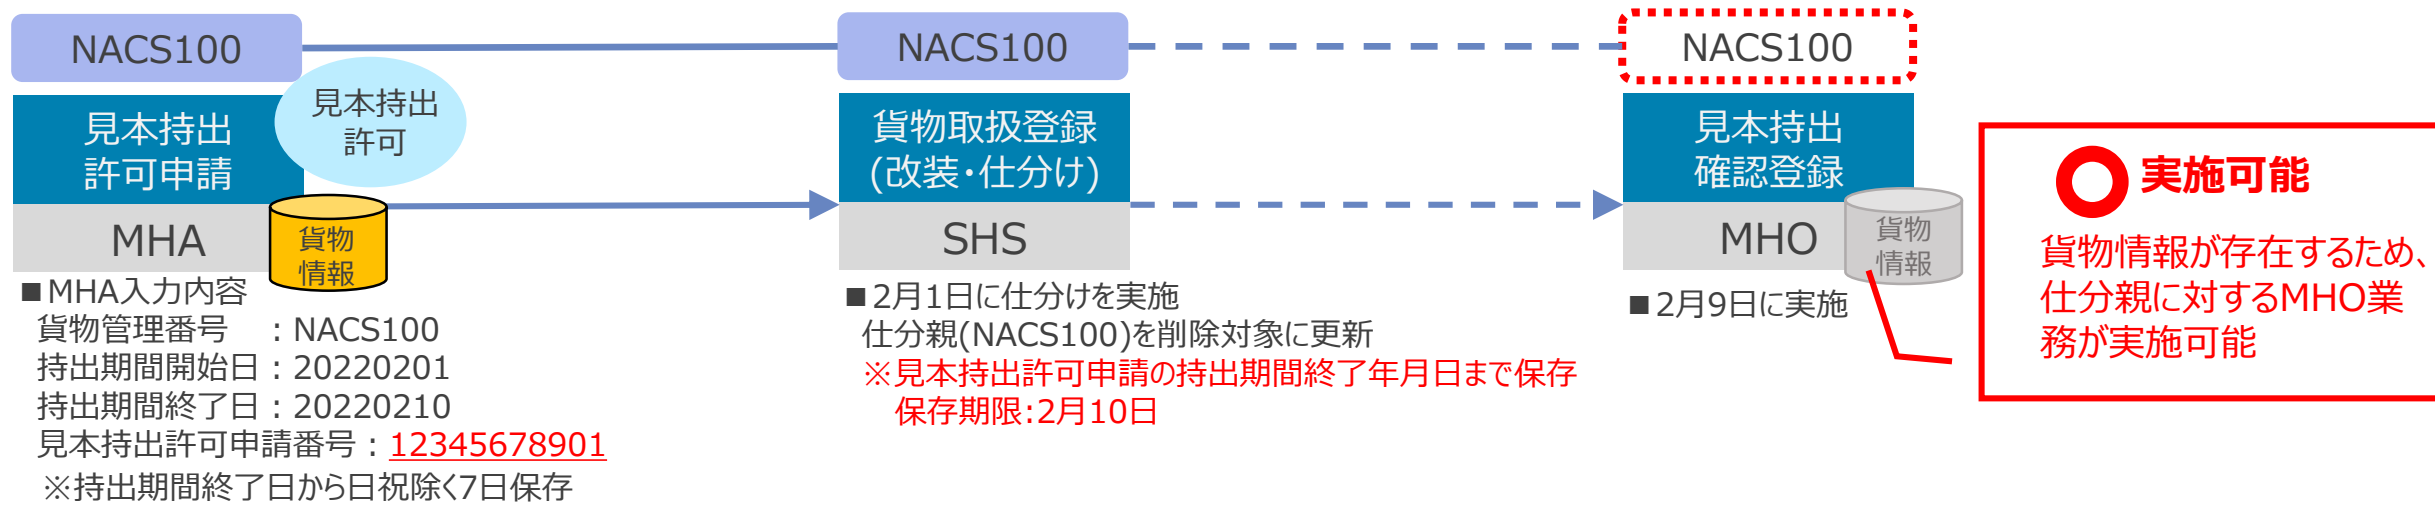 NACS100
見本持出
許可
見本持出
許可申請
MHA
貨物
情報
■MHA入力内容
貨物管理番号　：NACS100
持出期間開始日：20220201
持出期間終了日：20220210
見本持出許可申請番号：12345678901
※持出期間終了日から日祝除く7日保存
NACS100
貨物取扱登録
(改装・仕分け)
SHS
■2月1日に仕分けを実施
仕分親(NACS100)を削除対象に更新
※見本持出許可申請の持出期間終了年月日まで保存
保存期限:2月10日
NACS100
見本持出
確認登録
MHO
貨物
情報
■2月9日に実施
実施可能
貨物情報が存在するため、
仕分親に対するMHO業
務が実施可能